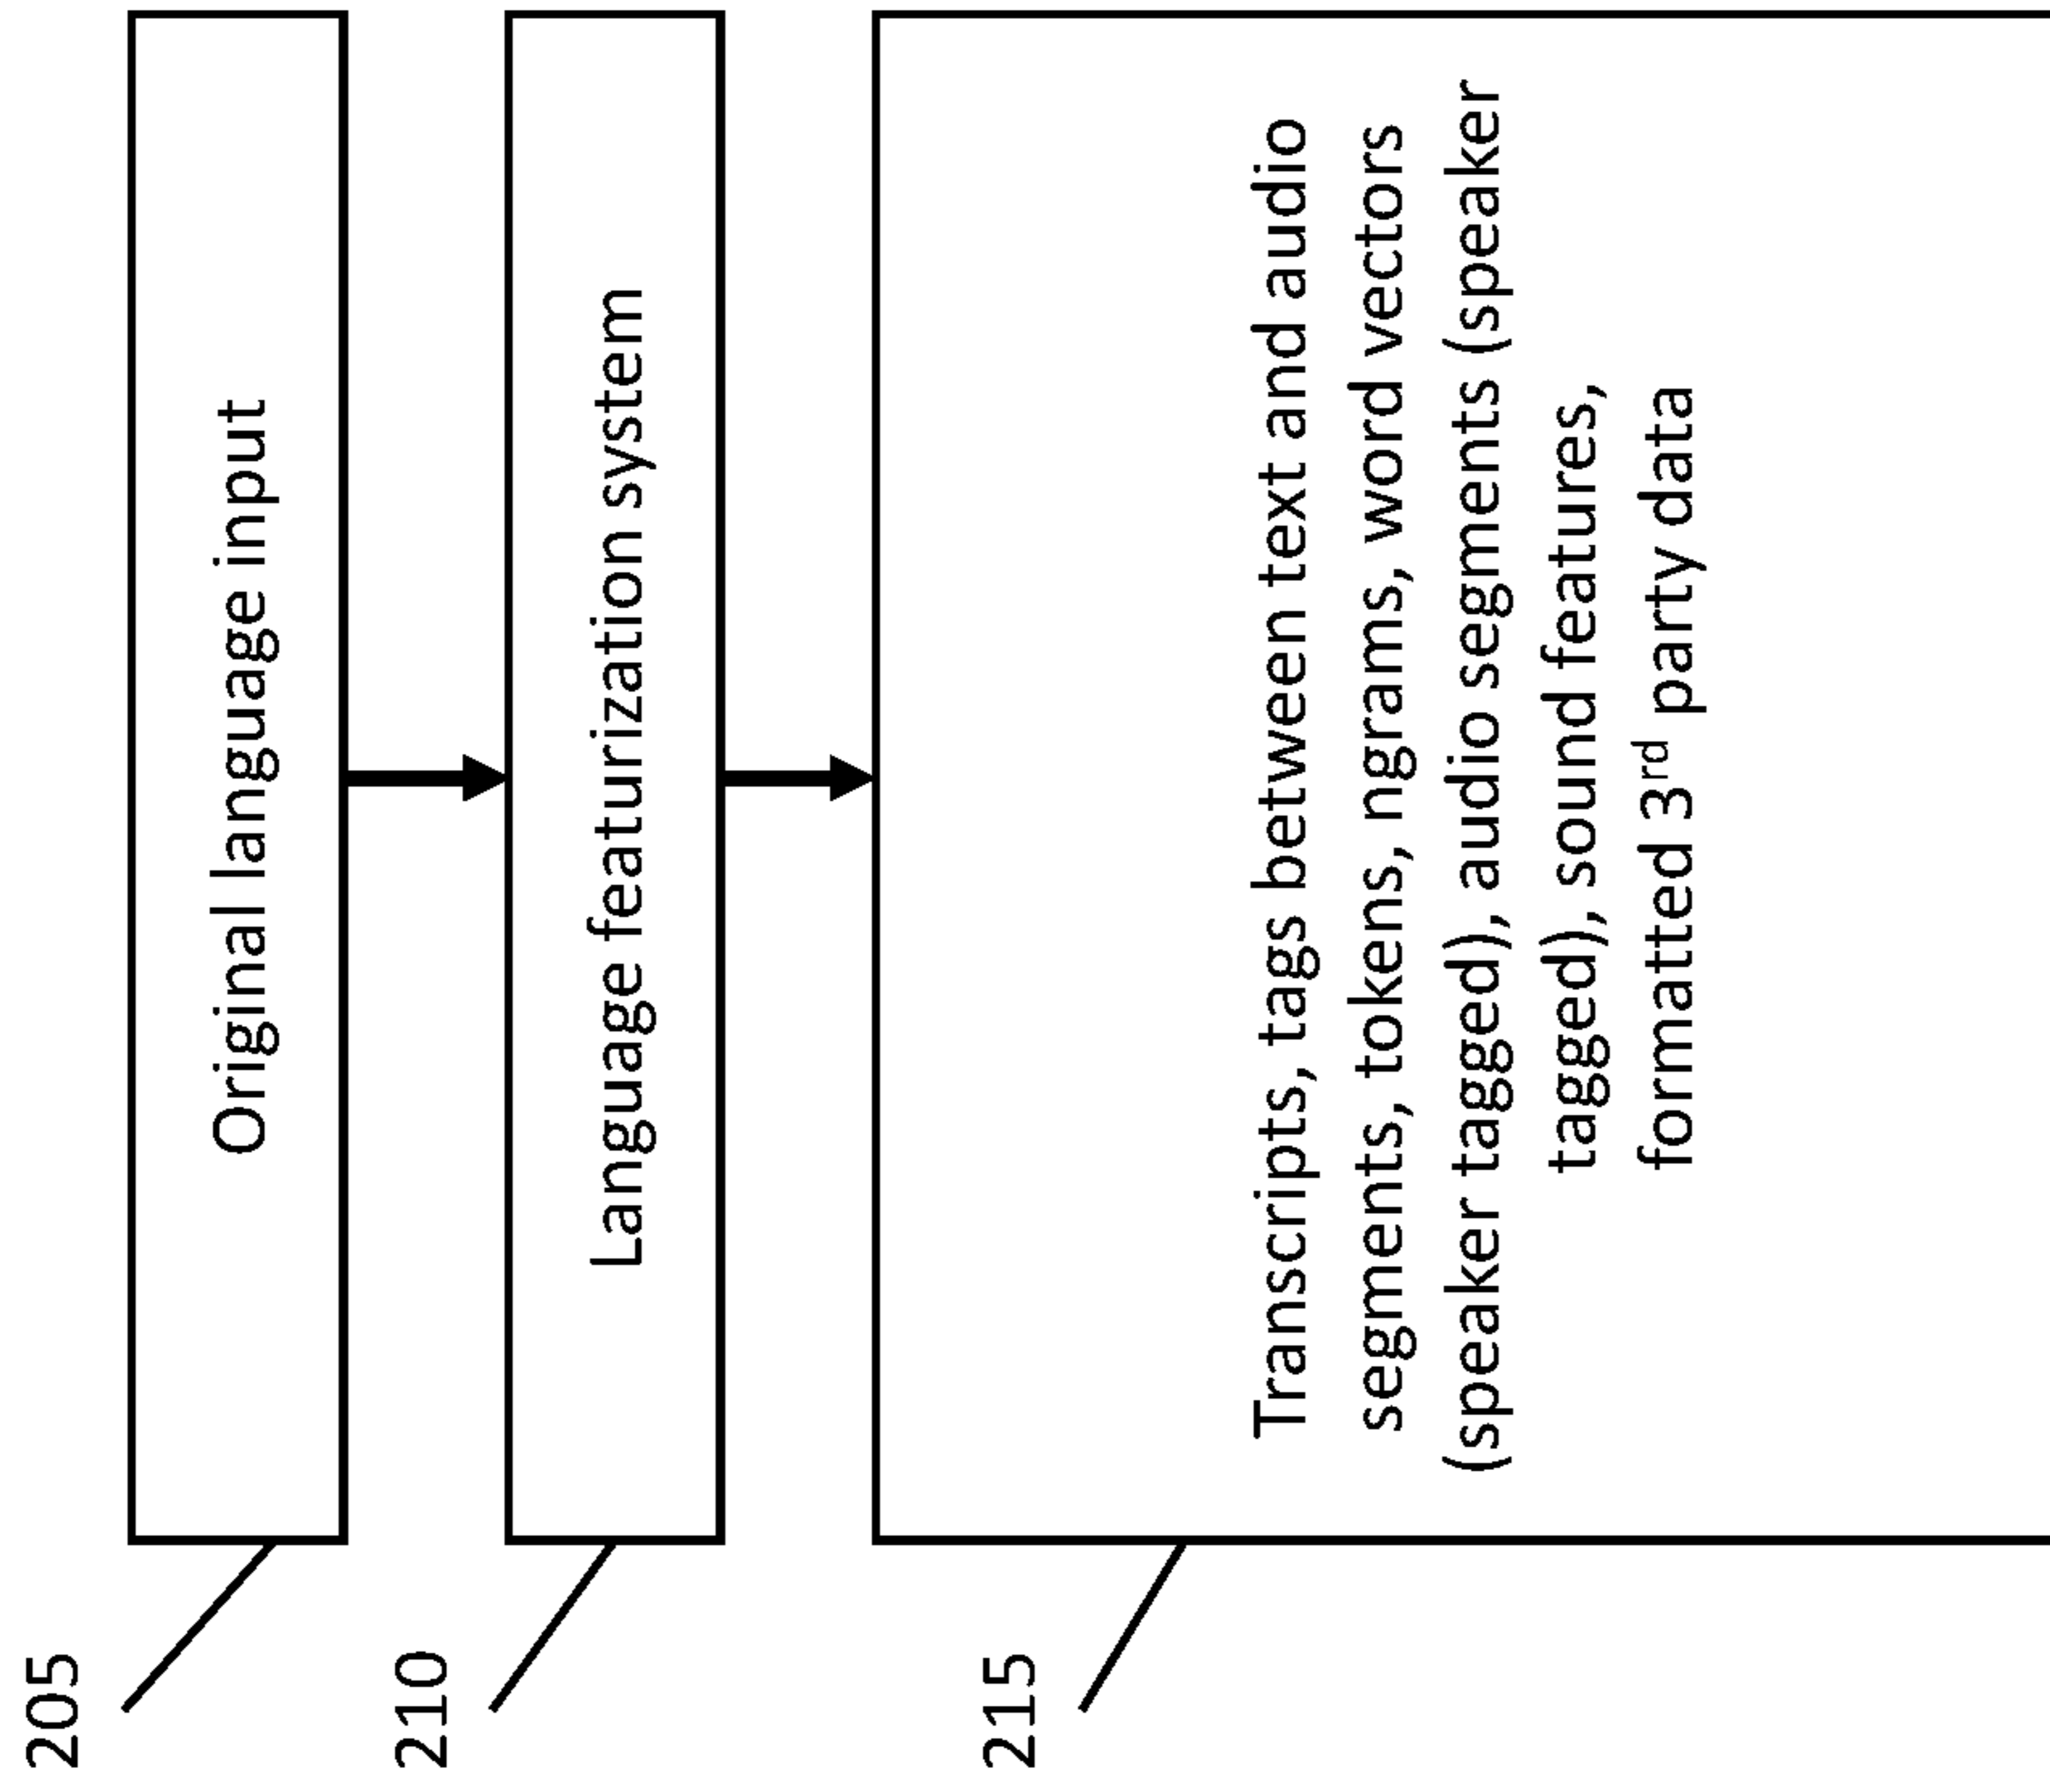 205
Original language input
210
Language featurization system
215
Transcripts, tags between text and audio
segments, tokens, ngrams, word vectors
(speaker tagged), audio segments (speaker
tagged), sound features,
formatted 3rd party data